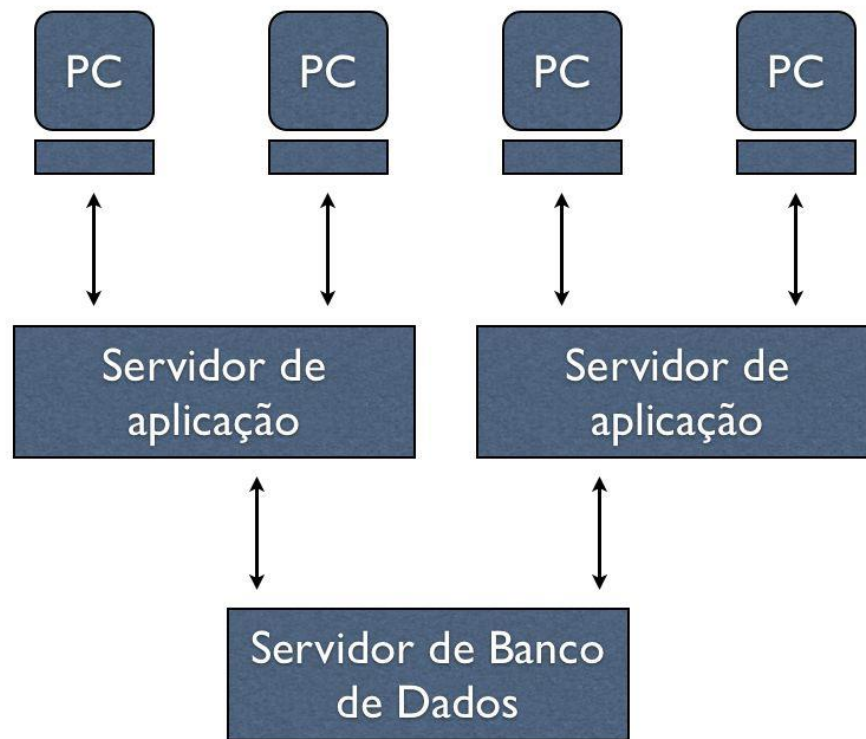 PC
PC
PC
PC
Servidor de
aplicação
Servidor de
aplicação
Servidor de Banco
de Dados